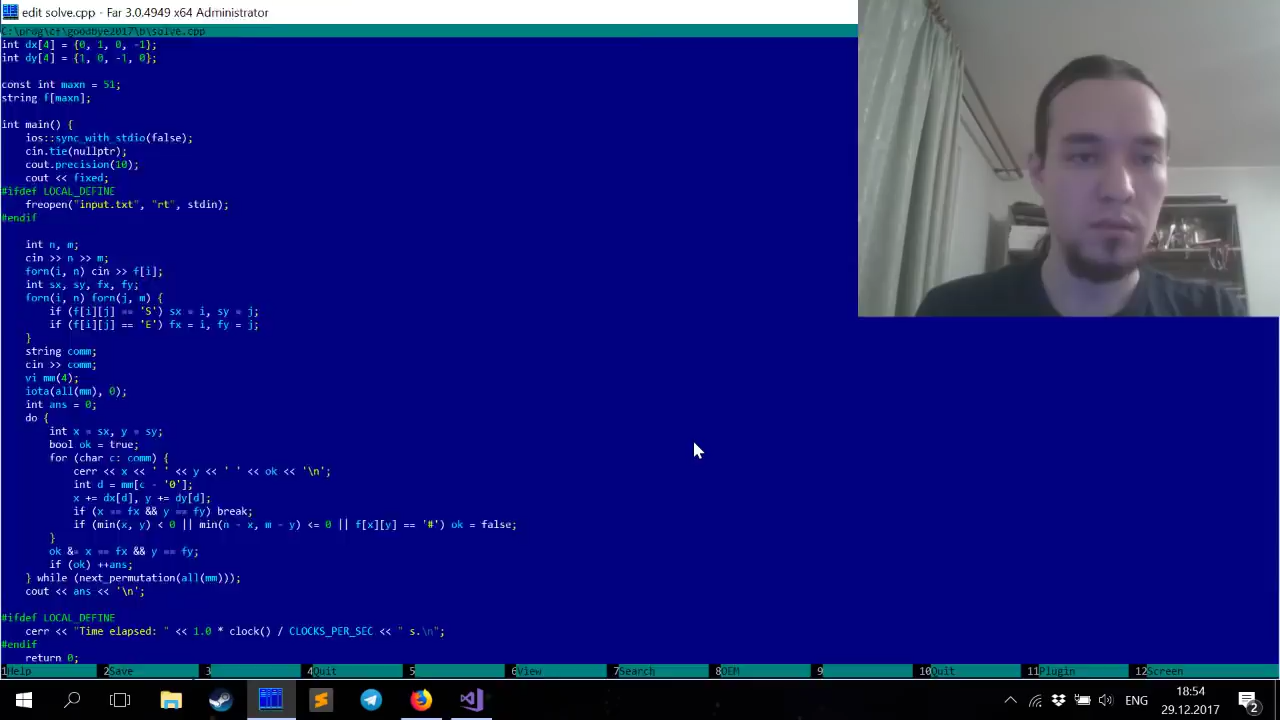 edit solve.cpp - Far 3.0.4949 x64 Administrator
C:\prog\cf\goodbye2017\b\solve.cpp
int dx[4] = {0, 1, 0, -1};
int dy[4] = {1, 0, -1, 0};
const int maxn = 51;
string f[maxn];
int main() {
ios::sync_with_stdio(false);
cin.tie(nullptr);
cout.precision(10);
cout << fixed;
#ifdef LOCAL_DEFINE
freopen("input.txt", "rt", stdin);
#endif
int n, m;
cin >> n >> m;
forn(i, n) cin >> f[i];
int sx, sy, fx, fy;
forn(i, n) forn(j, m) {
if (f[i][j] == 'S') sx = i, sy = j;
if (f[i][j] == 'E') fx = i, fy = j;
}
string comm;
cin >> comm;
vi mm(4);
iota(all(mm), 0);
int ans = 0;
do {
int x = sx, y = sy;
bool ok = true;
for (char c: comm) {
cerr << x << ' ' << y << ' ' << ok << '\n';
int d = mm[c - '0'];
x += dx[d], y += dy[d];
if (x == fx && y == fy) break;
if (min(x, y) < 0 || min(n - x, m - y) <= 0 || f[x][y] == '#') ok = false;
}
ok &= x == fx && y == fy;
if (ok) ++ans;
} while (next_permutation(all(mm)));
cout << ans << '\n';
#ifdef LOCAL_DEFINE
cerr << "Time elapsed: " << 1.0 * clock() / CLOCKS_PER_SEC << " s.\n";
#endif
return 0;
1Help 2Save 3 4Quit 5 6View 7Search 8OEM 9 10Quit 11Plugin 12Screen
ENG
18:54
29.12.2017
2